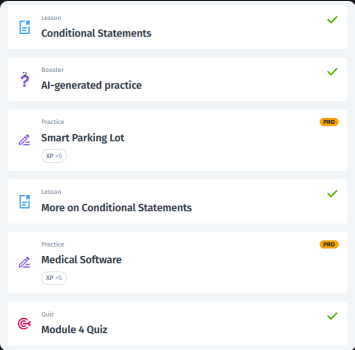 Lesson
Conditional Statements
Booster
AI-generated practice
Practice
PRO
Smart Parking Lot
XP +5
Lesson
More on Conditional Statements
Practice
PRO
Medical Software
XP +5
Quiz
Module 4 Quiz